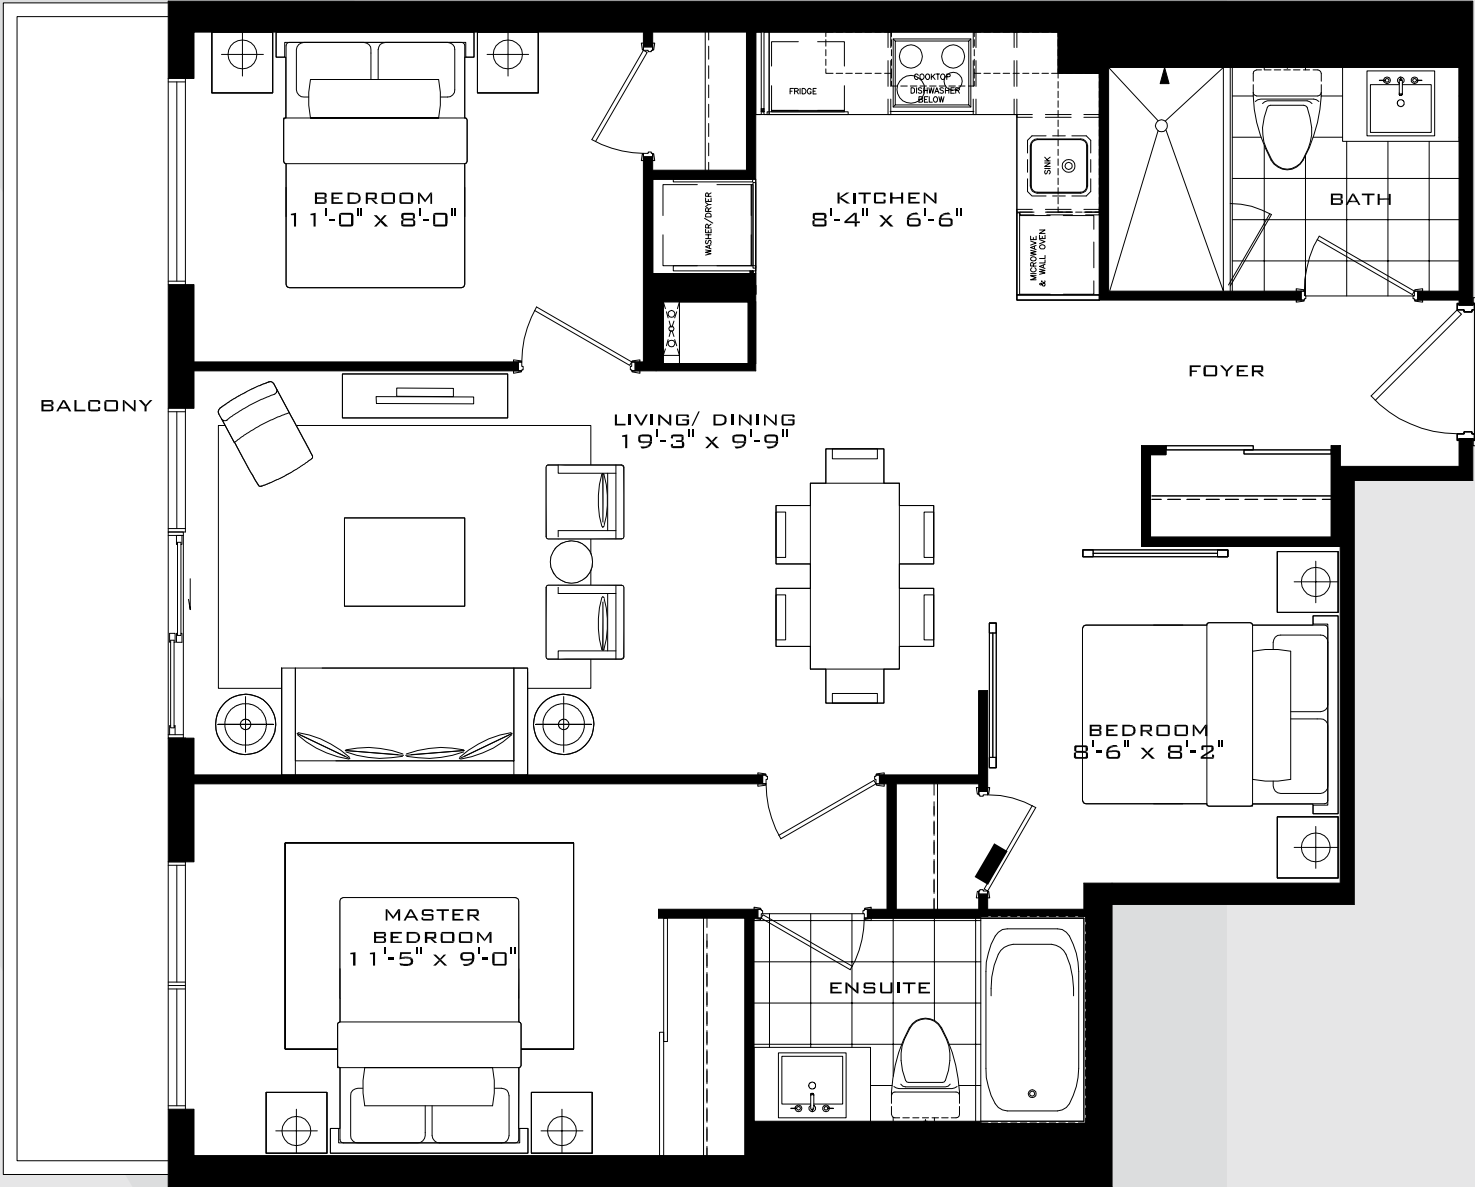 FRIDGE
COOKTOP
DISHWASHER
BELOW
SINK
BEDROOM
11'-0" x 8'-0"
WASHER/DRYER
KITCHEN
8'-4" x 6'-6"
MICROWAVE
& WALL OVEN
BATH
FOYER
BALCONY
LIVING/ DINING
19'-3" x 9'-9"
BEDROOM
8'-6" x 8'-2"
MASTER
BEDROOM
11'-5" x 9'-0"
ENSUITE